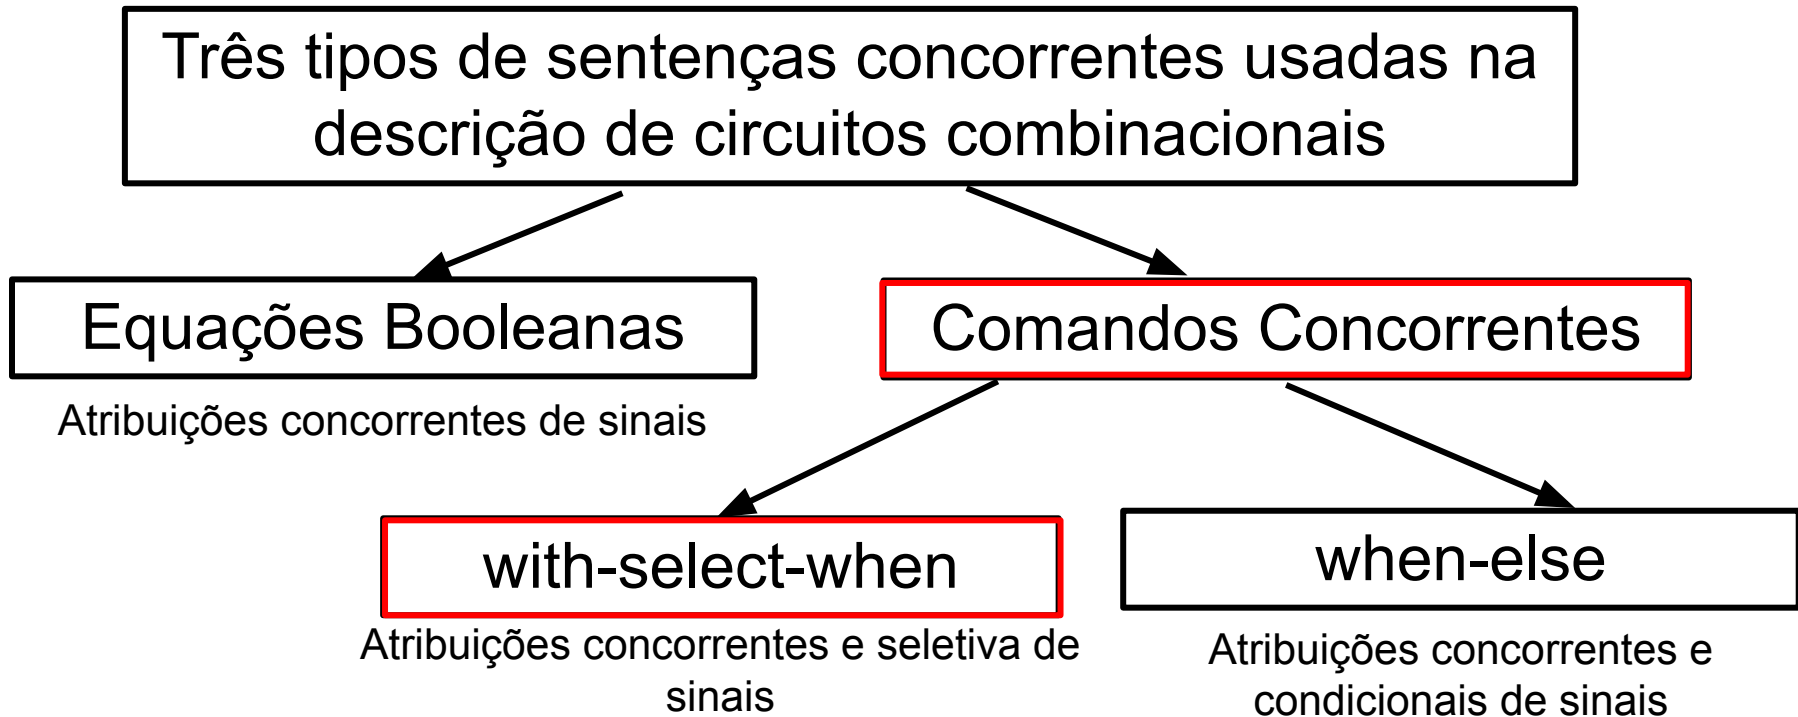 Três tipos de sentenças concorrentes usadas na
descrição de circuitos combinacionais
Equações Booleanas
Comandos Concorrentes
Atribuições concorrentes de sinais
with-select-when
when-else
Atribuições concorrentes e seletiva de
sinais
Atribuições concorrentes e
condicionais de sinais